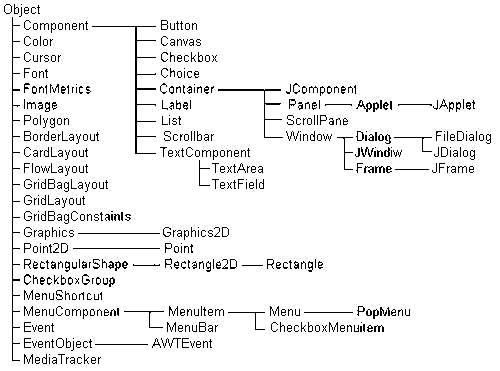 Object
Component Button
Color Canvas
Cursor Checkbox
Font Choice
FontMetrics Container JComponent
Image Label Panel Applet JApplet
Polygon List ScrollPane
BorderLayout Scrollbar Window Dialog FileDialog
CardLayout TextComponent JWindiw JDialog
FlowLayout TextArea Frame JFrame
GridBagLayout TextField
GridLayout
GridBagConstaints
Graphics Graphics2D
Point2D Point
RectangularShape Rectangle2D Rectangle
CheckboxGroup
MenuShortcut
MenuComponent MenuItem Menu PopMenu
Event MenuBar CheckboxMenuitem
EventObject AWTEvent
MediaTracker